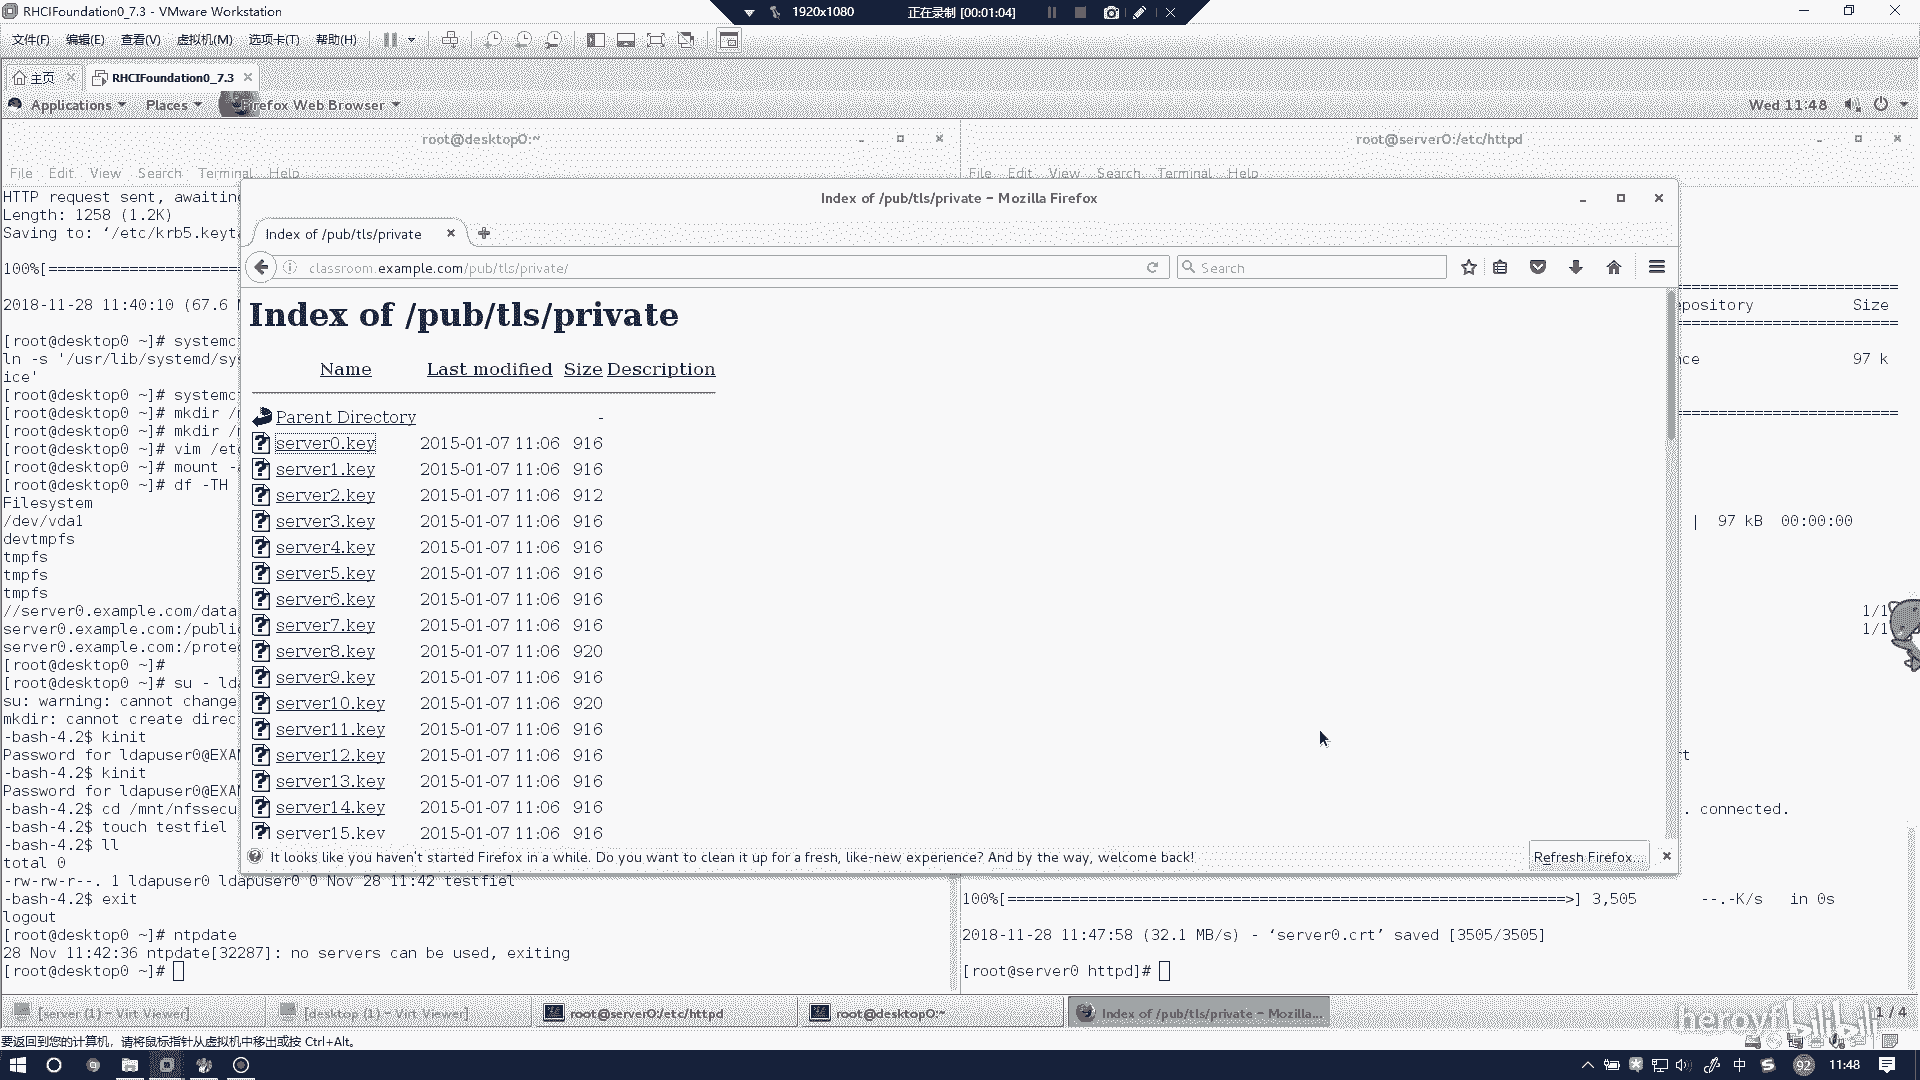 RHCIFoundation0_7.3 - VMware Workstation
1920x1080
正在录制 [00:01:04]
文件(F) 编辑(E) 查看(V) 虚拟机(M) 选项卡(T) 帮助(H)
主页
RHCIFoundation0_7.3
Applications Places Firefox Web Browser
Wed 11:48
root@desktop0:~
root@server0:/etc/httpd
File Edit View Search Terminal Help
File Edit View Search Terminal Help
HTTP request sent, awaiting
Length: 1258 (1.2K)
Saving to: ‘/etc/krb5.keyta
100%[======================
2018-11-28 11:40:10 (67.6 M
[root@desktop0 ~]# systemc
ln -s '/usr/lib/systemd/sy
ice'
[root@desktop0 ~]# systemc
[root@desktop0 ~]# mkdir /
[root@desktop0 ~]# mkdir /
[root@desktop0 ~]# vim /etc
[root@desktop0 ~]# mount -a
[root@desktop0 ~]# df -TH
Filesystem
/dev/vda1
devtmpfs
tmpfs
tmpfs
tmpfs
//server0.example.com/data
server0.example.com:/public
server0.example.com:/protec
[root@desktop0 ~]#
[root@desktop0 ~]# su - lda
su: warning: cannot change
mkdir: cannot create direc
-bash-4.2$ kinit
Password for ldapuser0@EXAM
-bash-4.2$ kinit
Password for ldapuser0@EXAM
-bash-4.2$ cd /mnt/nfssecu
-bash-4.2$ touch testfiel
-bash-4.2$ ll
total 0
-rw-rw-r--. 1 ldapuser0 ldapuser0 0 Nov 28 11:42 testfiel
-bash-4.2$ exit
logout
[root@desktop0 ~]# ntpdate
28 Nov 11:42:36 ntpdate[32287]: no servers can be used, exiting
[root@desktop0 ~]#
Index of /pub/tls/private - Mozilla Firefox
Index of /pub/tls/private
classroom.example.com/pub/tls/private/
Search
Index of /pub/tls/private
Name Last modified Size Description
Parent Directory -
server0.key 2015-01-07 11:06 916
server1.key 2015-01-07 11:06 916
server2.key 2015-01-07 11:06 912
server3.key 2015-01-07 11:06 916
server4.key 2015-01-07 11:06 916
server5.key 2015-01-07 11:06 916
server6.key 2015-01-07 11:06 916
server7.key 2015-01-07 11:06 916
server8.key 2015-01-07 11:06 920
server9.key 2015-01-07 11:06 916
server10.key 2015-01-07 11:06 920
server11.key 2015-01-07 11:06 916
server12.key 2015-01-07 11:06 916
server13.key 2015-01-07 11:06 916
server14.key 2015-01-07 11:06 916
server15.key 2015-01-07 11:06 916
It looks like you haven't started Firefox in a while. Do you want to clean it up for a fresh, like-new experience? And by the way, welcome back!
Refresh Firefox...
========================
pository Size
========================
nce 97 k
========================
| 97 kB 00:00:00
1/1
1/1
rt
. connected.
100%[==============================================================>] 3,505 --.-K/s in 0s
2018-11-28 11:47:58 (32.1 MB/s) - ‘server0.crt’ saved [3505/3505]
[root@server0 httpd]#
[server (1) - Virt Viewer]
[desktop (1) - Virt Viewer]
root@server0:/etc/httpd
root@desktop0:~
Index of /pub/tls/private - Mozilla...
1 / 4
heroyf bilibili
要返回到您的计算机，请将鼠标指针从虚拟机中移出或按 Ctrl+Alt。
中
92
11:48